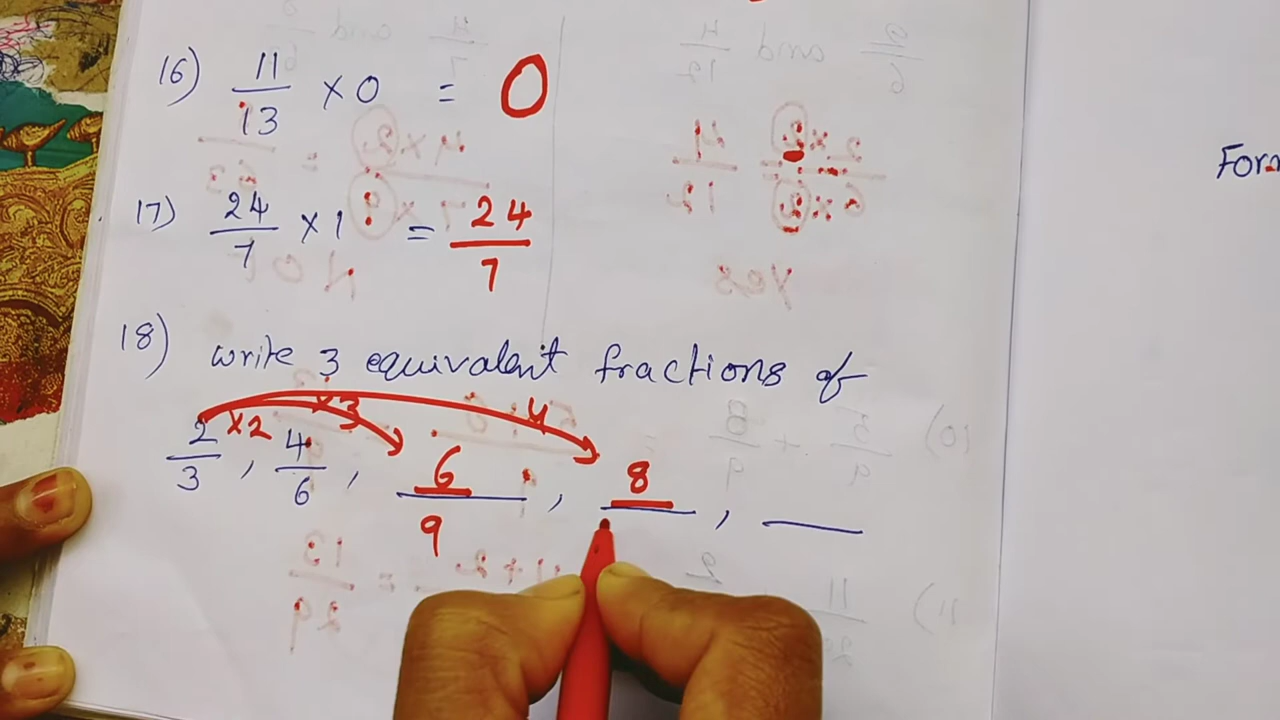 16) 11/13 × 0 = 0
17) 24/7 × 1 = 24/7
18) write 3 equivalent fractions of
×2 ×3 4
2/3 , 4/6 , 6/9 , 8/ , __